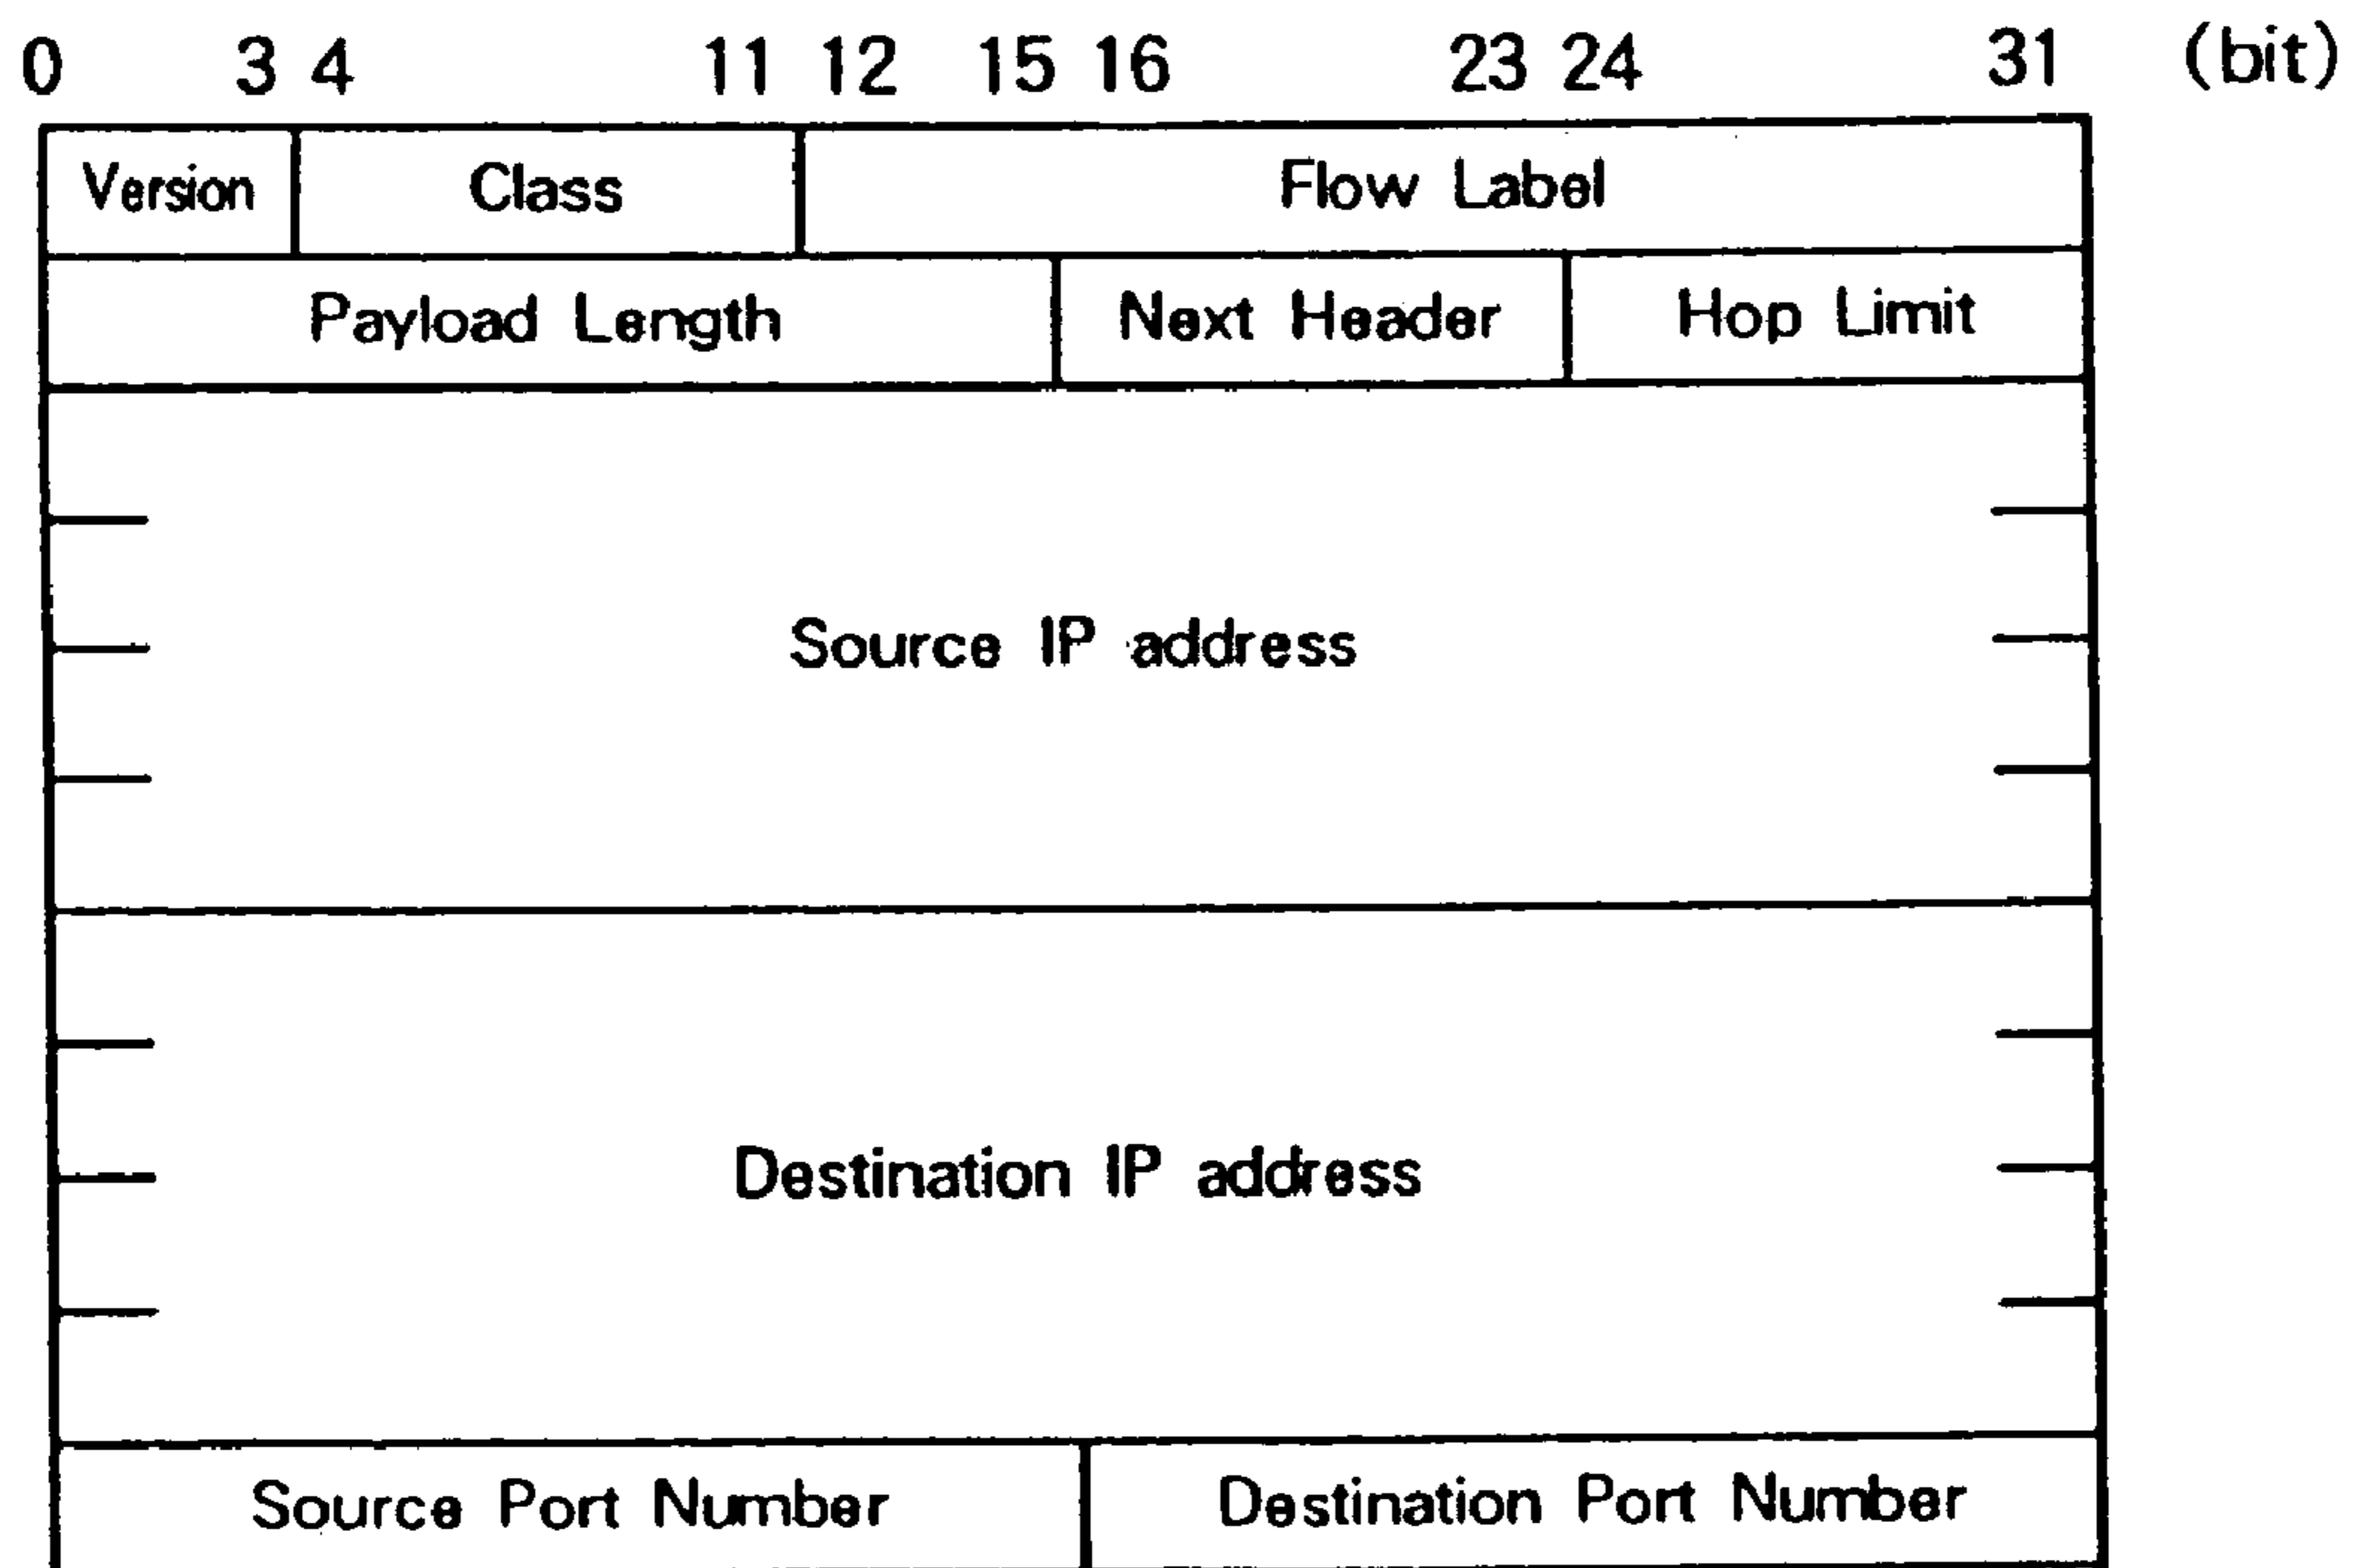 0 3 4 11 12 15 16 23 24 31 (bit)
Version Class Flow Label
Payload Length Next Header Hop Limit
Source IP address
Destination IP address
Source Port Number Destination Port Number